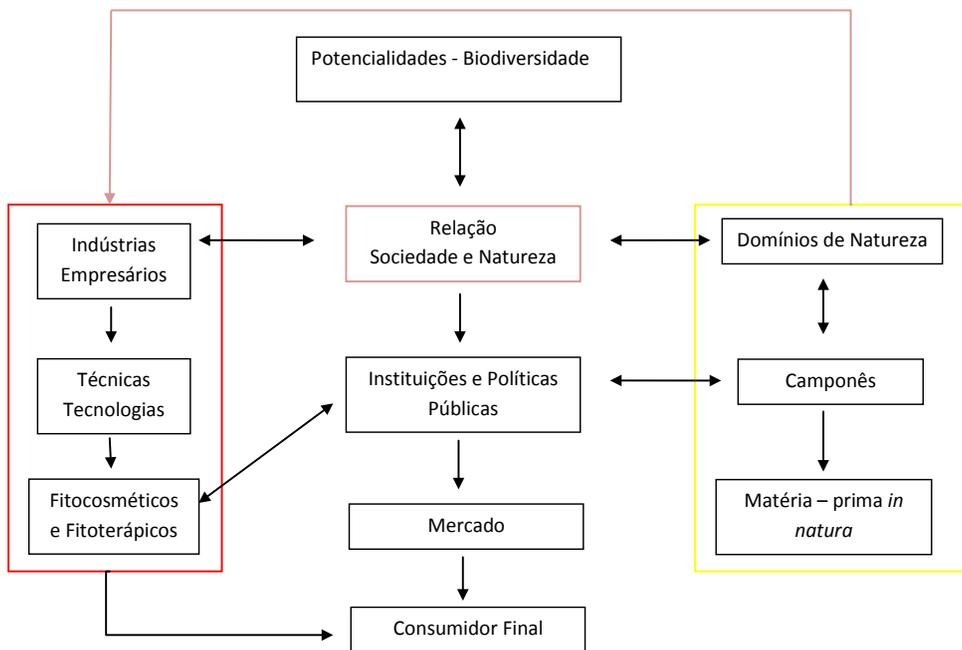 Potencialidades - Biodiversidade
Relação
Sociedade e Natureza
Indústrias
Empresários
Domínios de Natureza
Técnicas
Tecnologias
Instituições e Políticas
Públicas
Camponês
Fitocosméticos
e Fitoterápicos
Mercado
Matéria – prima in
natura
Consumidor Final